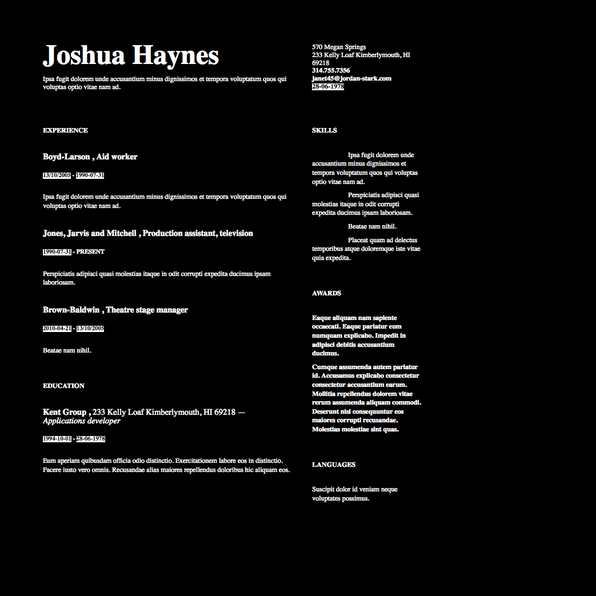 Joshua Haynes
Ipsa fugit dolorem unde accusantium minus dignissimos et tempora voluptatum quos qui
voluptas optio vitae nam ad.
570 Megan Springs
233 Kelly Loaf Kimberlymouth, HI
69218
314.755.7356
janet45@jordan-stark.com
28-06-1978
EXPERIENCE
Boyd-Larson , Aid worker
13/10/2005 - 1990-07-31
Ipsa fugit dolorem unde accusantium minus dignissimos et tempora voluptatum quos qui
voluptas optio vitae nam ad.
Jones, Jarvis and Mitchell , Production assistant, television
1990-07-31 - PRESENT
Perspiciatis adipisci quasi molestias itaque in odit corrupti expedita ducimus ipsam
laboriosam.
Brown-Baldwin , Theatre stage manager
2010-04-21 - 13/10/2005
Beatae nam nihil.
EDUCATION
Kent Group , 233 Kelly Loaf Kimberlymouth, HI 69218 —
Applications developer
1994-10-01 - 28-06-1978
Eum aperiam quibusdam officia odio distinctio. Exercitationem labore eos in distinctio.
Facere iusto vero omnis. Recusandae alias maiores repellendus doloribus hic aliquam eos.
SKILLS
Ipsa fugit dolorem unde
accusantium minus dignissimos et
tempora voluptatum quos qui voluptas
optio vitae nam ad.
Perspiciatis adipisci quasi
molestias itaque in odit corrupti
expedita ducimus ipsam laboriosam.
Beatae nam nihil.
Placeat quam ad delectus
temporibus atque doloremque iste vitae
quia expedita.
AWARDS
Eaque aliquam nam sapiente
occaecati. Eaque pariatur eum
numquam explicabo. Impedit in
adipisci debitis accusantium
ducimus.
Cumque assumenda autem pariatur
id. Accusamus explicabo consectetur
consectetur accusantium earum.
Mollitia repellendus dolorem vitae
rerum assumenda aliquam commodi.
Deserunt nisi consequuntur eos
maiores corrupti recusandae.
Molestias molestiae sint quas.
LANGUAGES
Suscipit dolor id veniam neque
voluptates possimus.